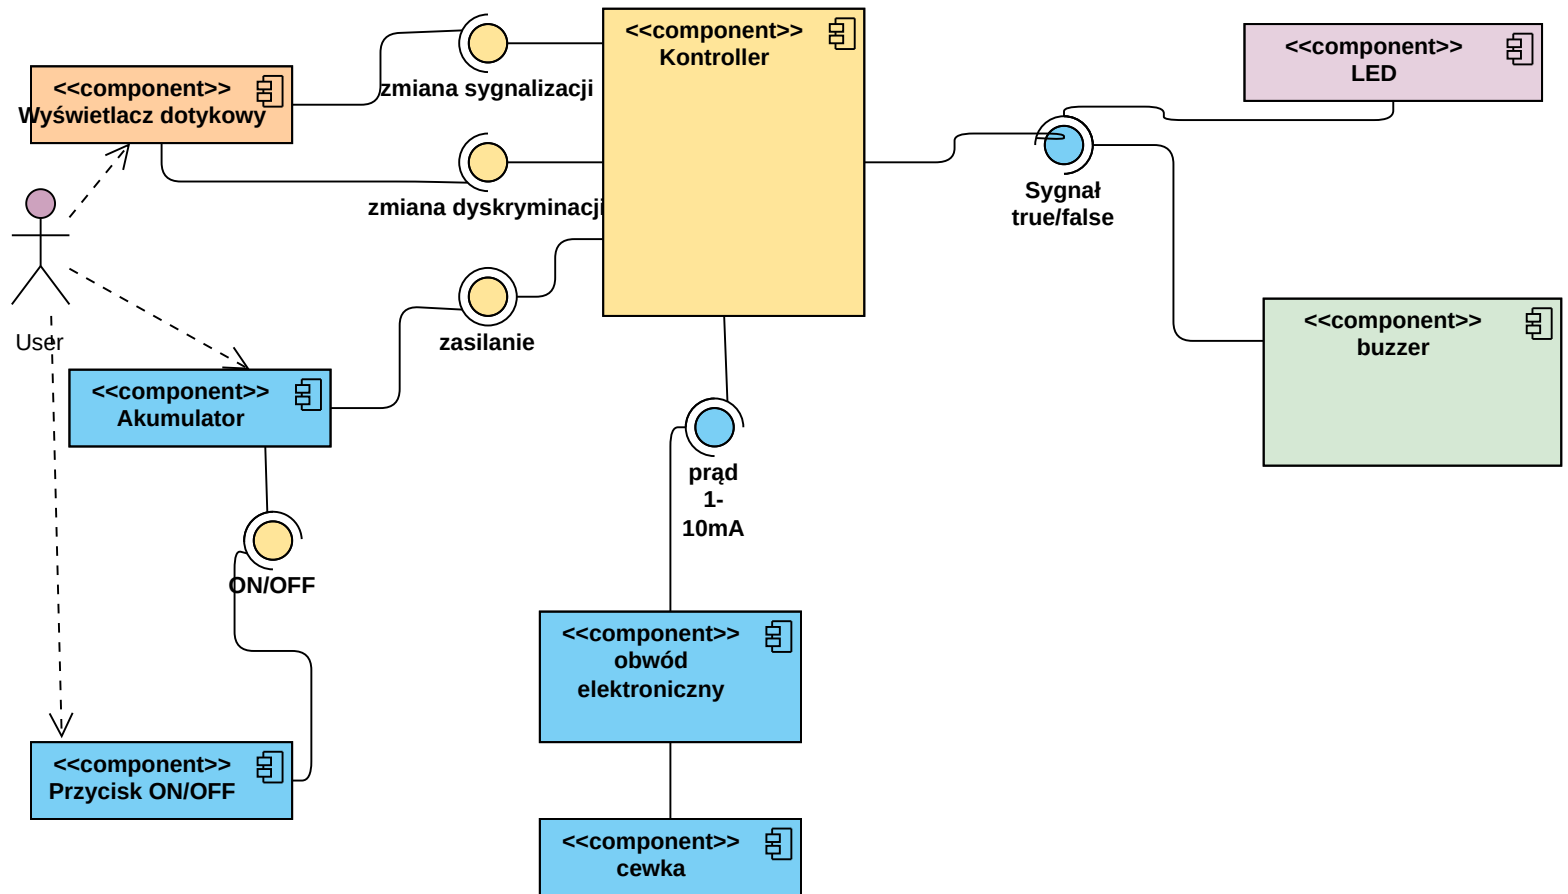 <<component>>
Kontroller
<<component>>
LED
<<component>>
Wyświetlacz dotykowy
zmiana sygnalizacji
zmiana dyskryminacji
Sygnał
true/false
zasilanie
User
<<component>>
buzzer
<<component>>
Akumulator
prąd
1-
10mA
ON/OFF
<<component>>
obwód
elektroniczny
<<component>>
Przycisk ON/OFF
<<component>>
cewka